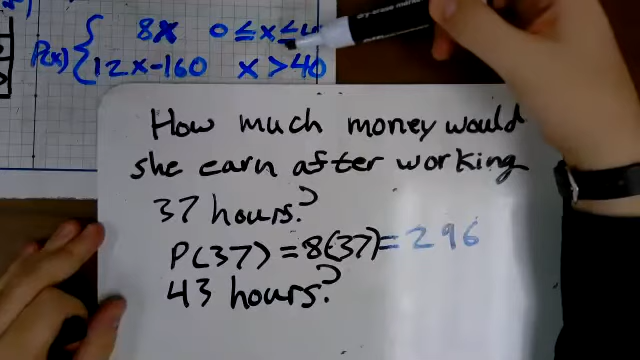 8x 0 ≤ x ≤ 
P(x) { 12x-160 x > 40
How much money would
she earn after working
37 hours?
P(37) = 8(37) = 296
43 hours?